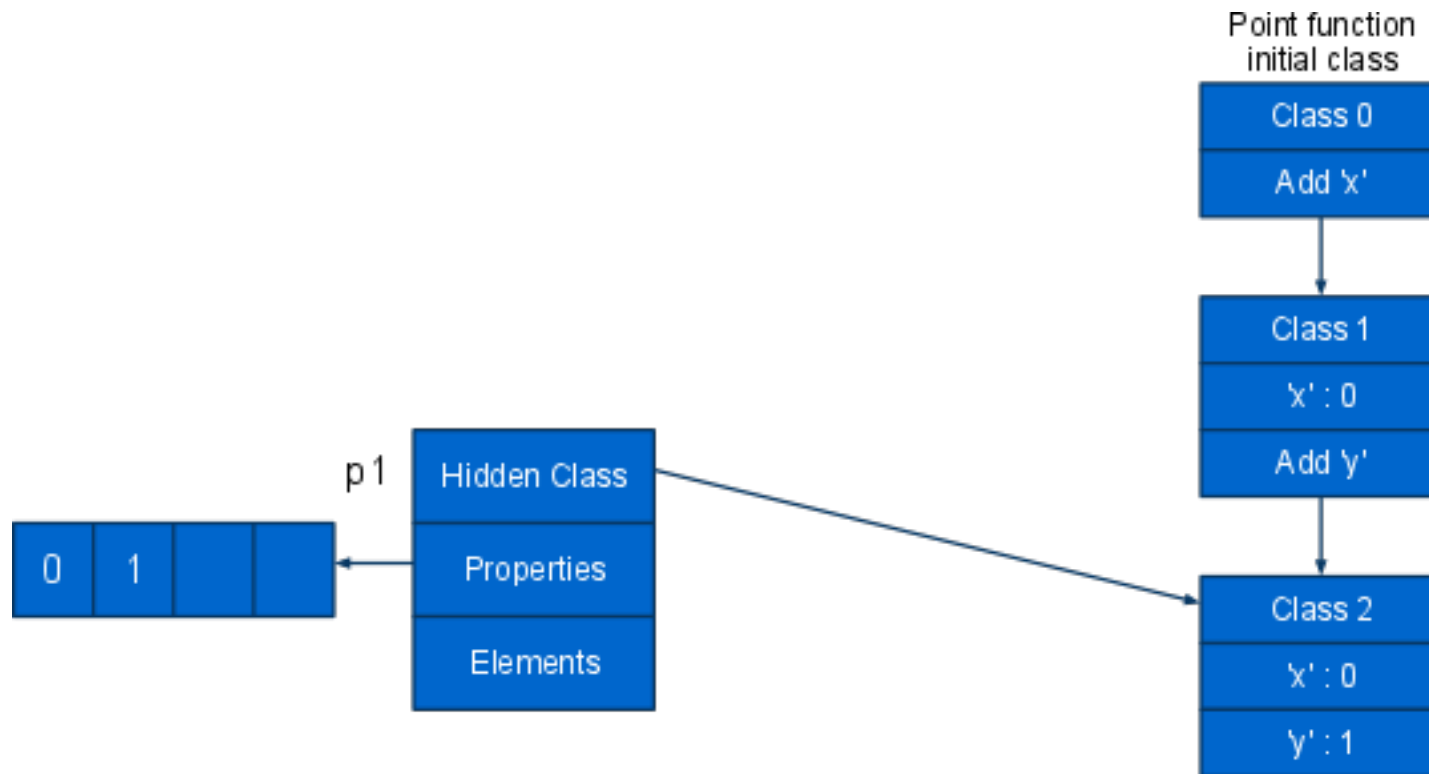 Point function
initial class
Class 0
Add 'x'
Class 1
'x' : 0
Add 'y'
p 1
Hidden Class
0
1
Properties
Elements
Class 2
'x' : 0
'y' : 1